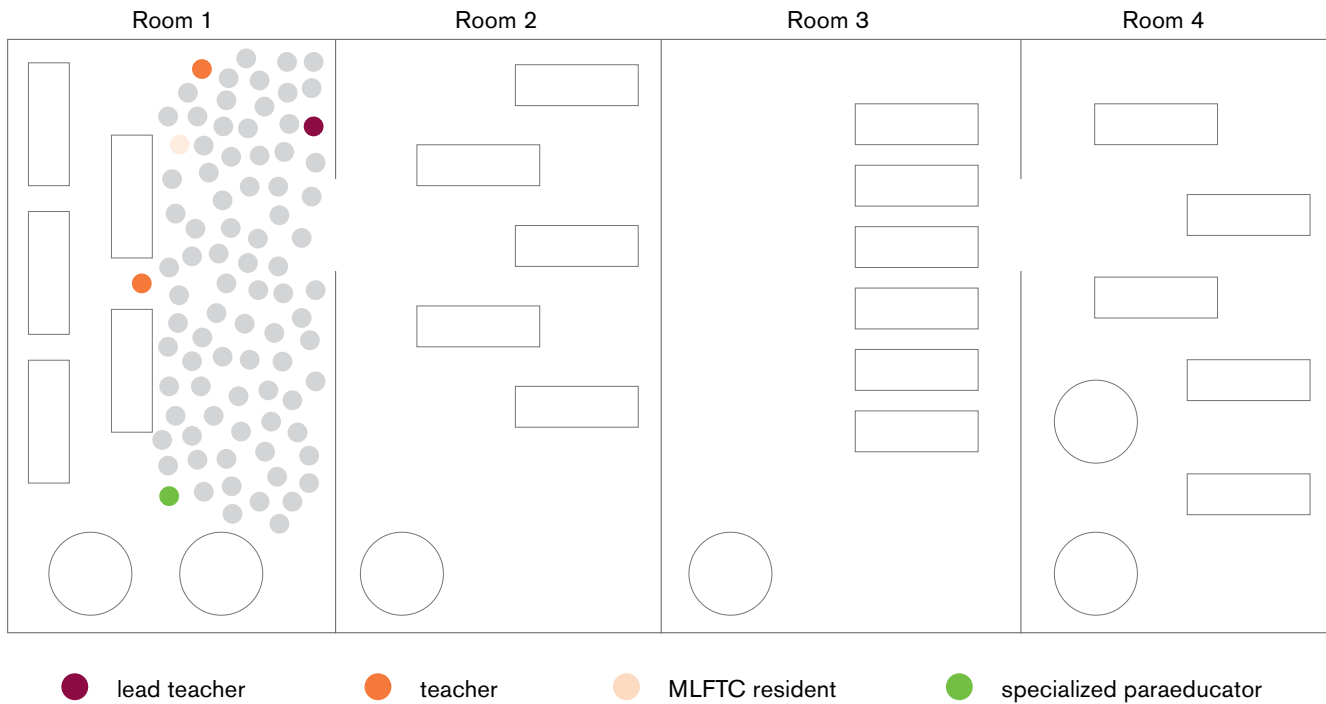 Room 1
Room 2
Room 3
Room 4
lead teacher
teacher
MLFTC resident
specialized paraeducator